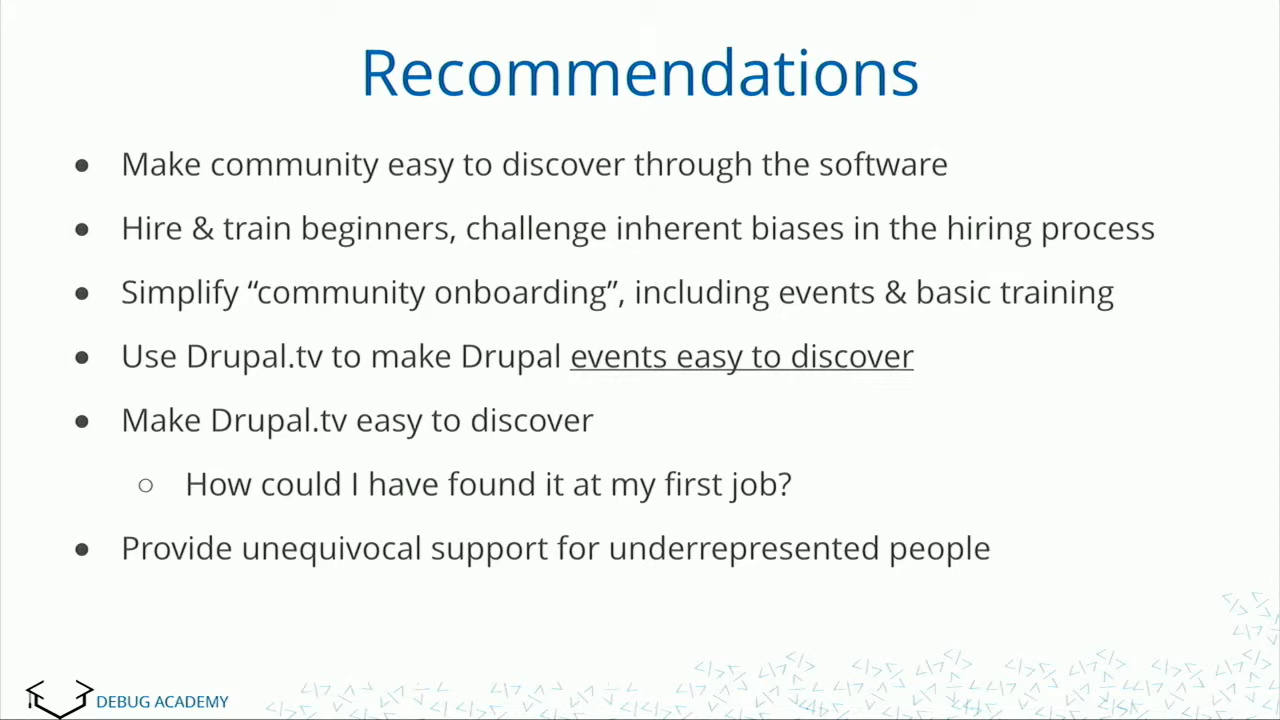 Recommendations
● Make community easy to discover through the software
● Hire & train beginners, challenge inherent biases in the hiring process
● Simplify “community onboarding”, including events & basic training
● Use Drupal.tv to make Drupal events easy to discover
● Make Drupal.tv easy to discover
○ How could I have found it at my first job?
● Provide unequivocal support for underrepresented people
DEBUG ACADEMY